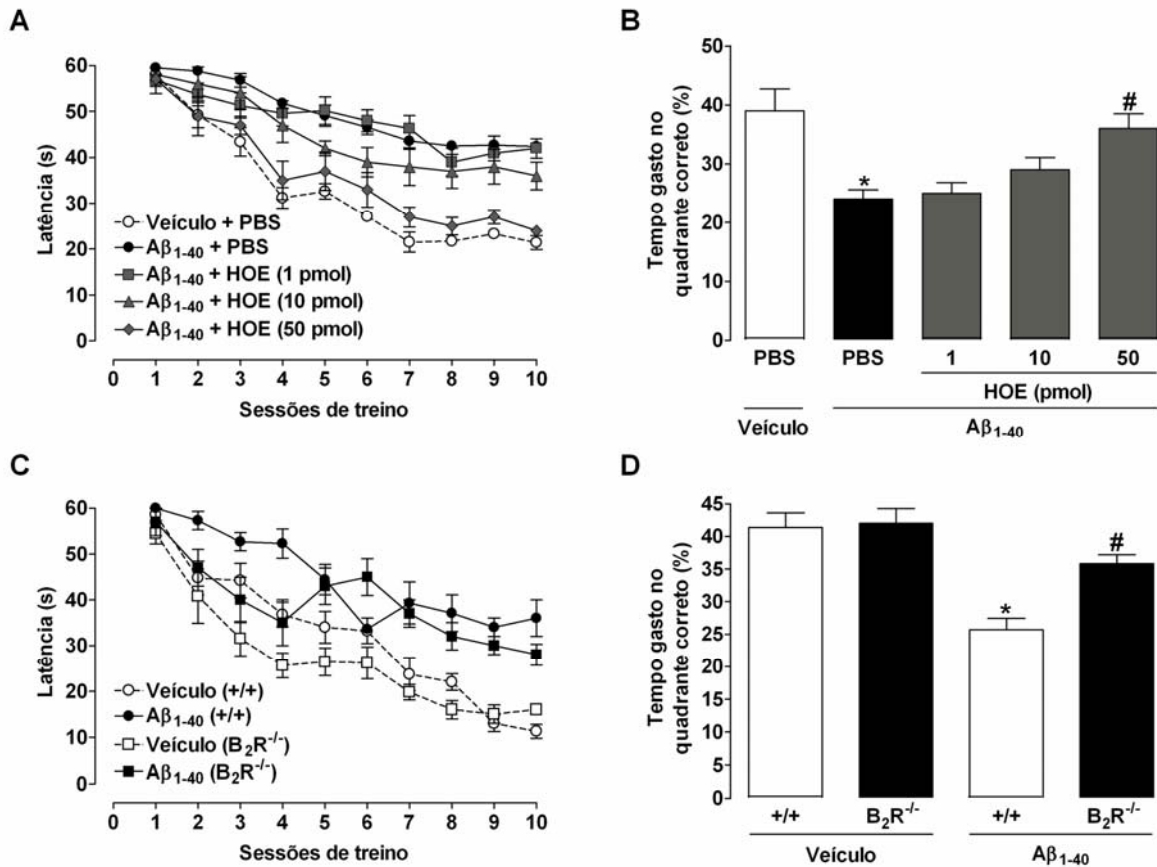 A
Latência (s)
60
50
40
30
20
10
0
Veículo + PBS
Aβ1-40 + PBS
Aβ1-40 + HOE (1 pmol)
Aβ1-40 + HOE (10 pmol)
Aβ1-40 + HOE (50 pmol)
0 1 2 3 4 5 6 7 8 9 10
Sessões de treino
B
Tempo gasto no
quadrante correto (%)
50
40
30
20
10
0
*
#
PBS PBS 1 10 50
HOE (pmol)
Veículo Aβ1-40
C
Latência (s)
60
50
40
30
20
10
0
Veículo (+/+)
Aβ1-40 (+/+)
Veículo (B2R-/-)
Aβ1-40 (B2R-/-)
0 1 2 3 4 5 6 7 8 9 10
Sessões de treino
D
Tempo gasto no
quadrante correto (%)
45
40
35
30
25
20
15
10
5
0
*
#
+/+ B2R-/- +/+ B2R-/-
Veículo Aβ1-40